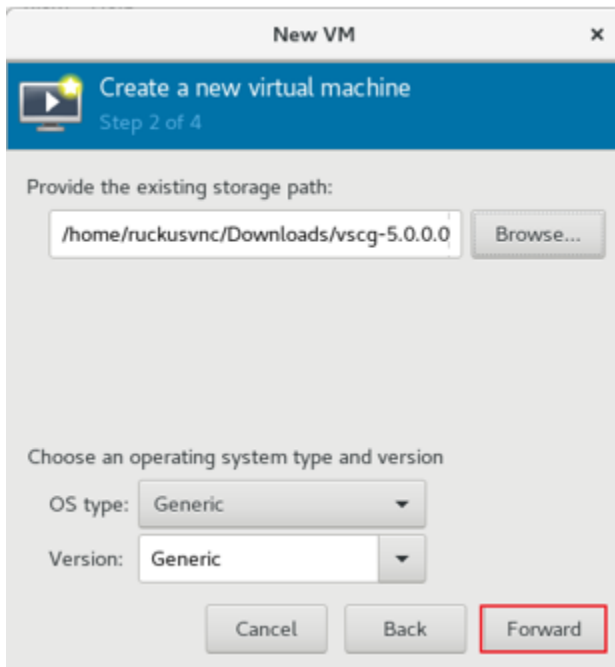 New VM
Create a new virtual machine
Step 2 of 4
Provide the existing storage path:
/home/ruckusvnc/Downloads/vscg-5.0.0.0 Browse...
Choose an operating system type and version
OS type: Generic
Version: Generic
Cancel Back Forward